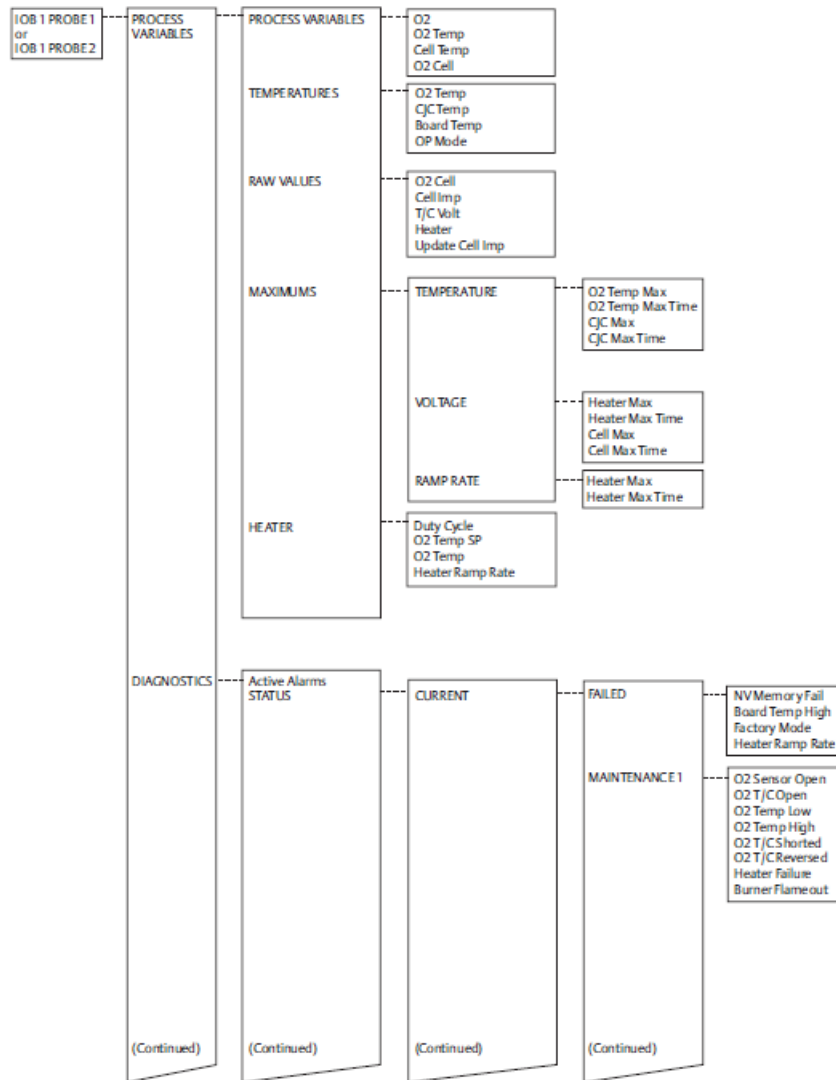 IOB 1 PROBE 1
or
IOB 1 PROBE 2
PROCESS
VARIABLES
PROCESS VARIABLES
O2
O2 Temp
Cell Temp
O2 Cell
TEMPERATURES
O2 Temp
CJC Temp
Board Temp
OP Mode
RAW VALUES
O2 Cell
Cell Imp
T/C Volt
Heater
Update Cell Imp
MAXIMUMS
TEMPERATURE
O2 Temp Max
O2 Temp Max Time
CJC Max
CJC Max Time
VOLTAGE
Heater Max
Heater Max Time
Cell Max
Cell Max Time
RAMP RATE
Heater Max
Heater Max Time
HEATER
Duty Cycle
O2 Temp SP
O2 Temp
Heater Ramp Rate
DIAGNOSTICS
Active Alarms
STATUS
CURRENT
FAILED
NV Memory Fail
Board Temp High
Factory Mode
Heater Ramp Rate
MAINTENANCE 1
O2 Sensor Open
O2 T/C Open
O2 Temp Low
O2 Temp High
O2 T/C Shorted
O2 T/C Reversed
Heater Failure
Burner Flameout
(Continued)
(Continued)
(Continued)
(Continued)